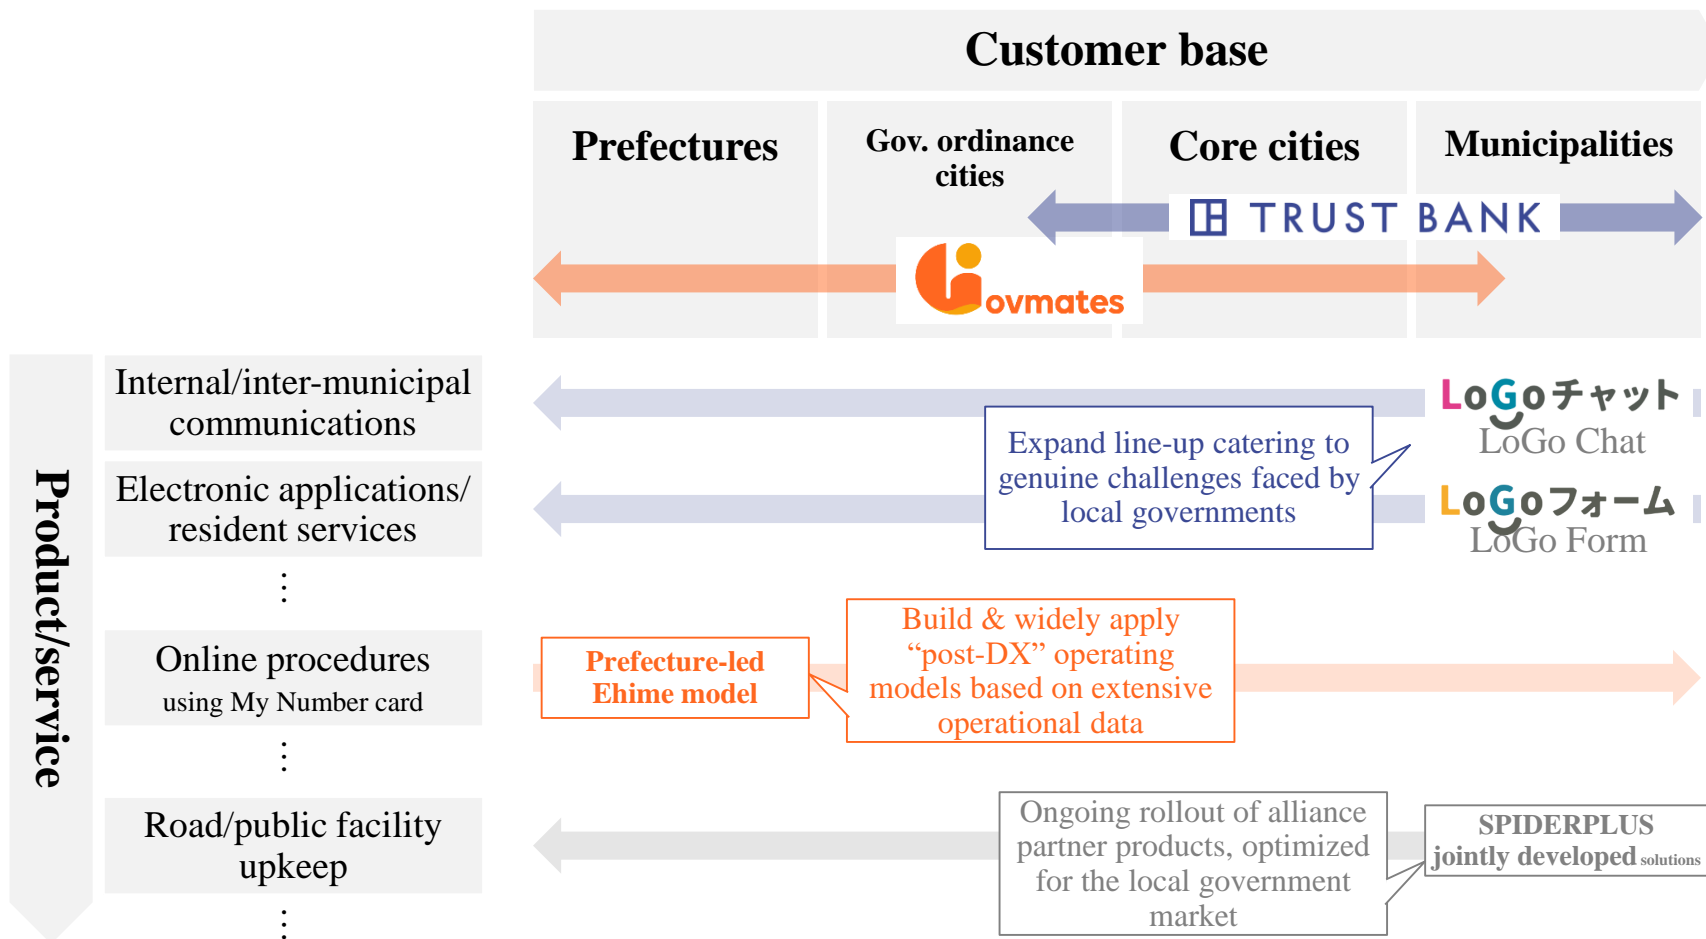 Customer base
Prefectures
Gov. ordinance
cities
Core cities
Municipalities
TRUST BANK
Govmates
Product/service
Internal/inter-municipal
communications
LoGoチャット
LoGo Chat
Expand line-up catering to
genuine challenges faced by
local governments
Electronic applications/
resident services
LoGoフォーム
LoGo Form
⋮
Online procedures
using My Number card
Prefecture-led
Ehime model
Build & widely apply
“post-DX” operating
models based on extensive
operational data
⋮
Road/public facility
upkeep
Ongoing rollout of alliance
partner products, optimized
for the local government
market
SPIDERPLUS
jointly developed solutions
⋮